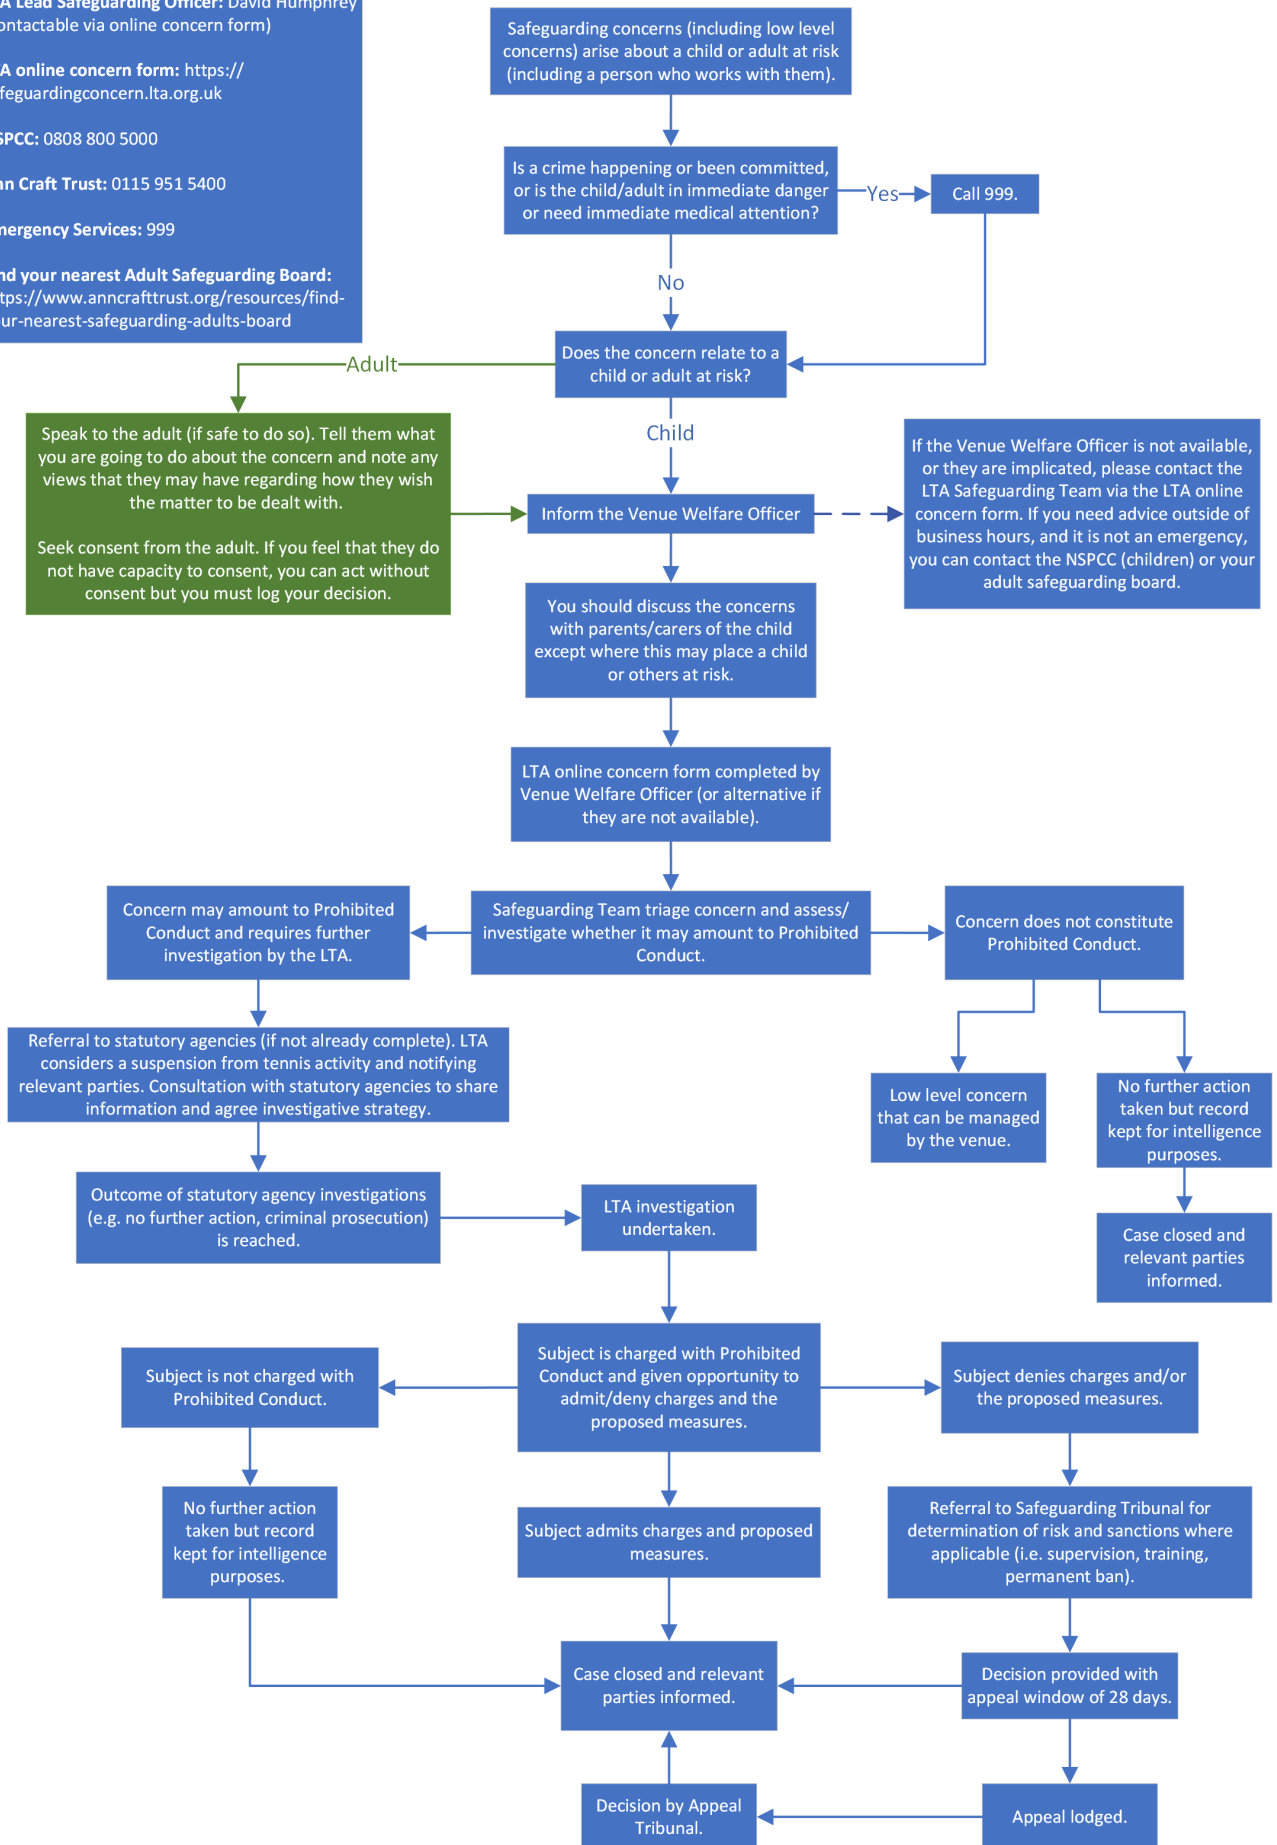 A Lead Safeguarding Officer: David Humphrey
ontactable via online concern form)
A online concern form: https://
feguardingconcern.lta.org.uk
SPCC: 0808 800 5000
nn Craft Trust: 0115 951 5400
mergency Services: 999
nd your nearest Adult Safeguarding Board:
tps://www.anncrafttrust.org/resources/find-
ur-nearest-safeguarding-adults-board
Safeguarding concerns (including low level
concerns) arise about a child or adult at risk
(including a person who works with them).
Is a crime happening or been committed,
or is the child/adult in immediate danger
or need immediate medical attention?
Yes
Call 999.
No
Does the concern relate to a
child or adult at risk?
Adult
Child
Speak to the adult (if safe to do so). Tell them what
you are going to do about the concern and note any
views that they may have regarding how they wish
the matter to be dealt with.
Seek consent from the adult. If you feel that they do
not have capacity to consent, you can act without
consent but you must log your decision.
Inform the Venue Welfare Officer
If the Venue Welfare Officer is not available,
or they are implicated, please contact the
LTA Safeguarding Team via the LTA online
concern form. If you need advice outside of
business hours, and it is not an emergency,
you can contact the NSPCC (children) or your
adult safeguarding board.
You should discuss the concerns
with parents/carers of the child
except where this may place a child
or others at risk.
LTA online concern form completed by
Venue Welfare Officer (or alternative if
they are not available).
Concern may amount to Prohibited
Conduct and requires further
investigation by the LTA.
Safeguarding Team triage concern and assess/
investigate whether it may amount to Prohibited
Conduct.
Concern does not constitute
Prohibited Conduct.
Referral to statutory agencies (if not already complete). LTA
considers a suspension from tennis activity and notifying
relevant parties. Consultation with statutory agencies to share
information and agree investigative strategy.
Low level concern
that can be managed
by the venue.
No further action
taken but record
kept for intelligence
purposes.
Outcome of statutory agency investigations
(e.g. no further action, criminal prosecution)
is reached.
LTA investigation
undertaken.
Case closed and
relevant parties
informed.
Subject is not charged with
Prohibited Conduct.
Subject is charged with Prohibited
Conduct and given opportunity to
admit/deny charges and the
proposed measures.
Subject denies charges and/or
the proposed measures.
No further action
taken but record
kept for intelligence
purposes.
Subject admits charges and proposed
measures.
Referral to Safeguarding Tribunal for
determination of risk and sanctions where
applicable (i.e. supervision, training,
permanent ban).
Case closed and relevant
parties informed.
Decision provided with
appeal window of 28 days.
Decision by Appeal
Tribunal.
Appeal lodged.